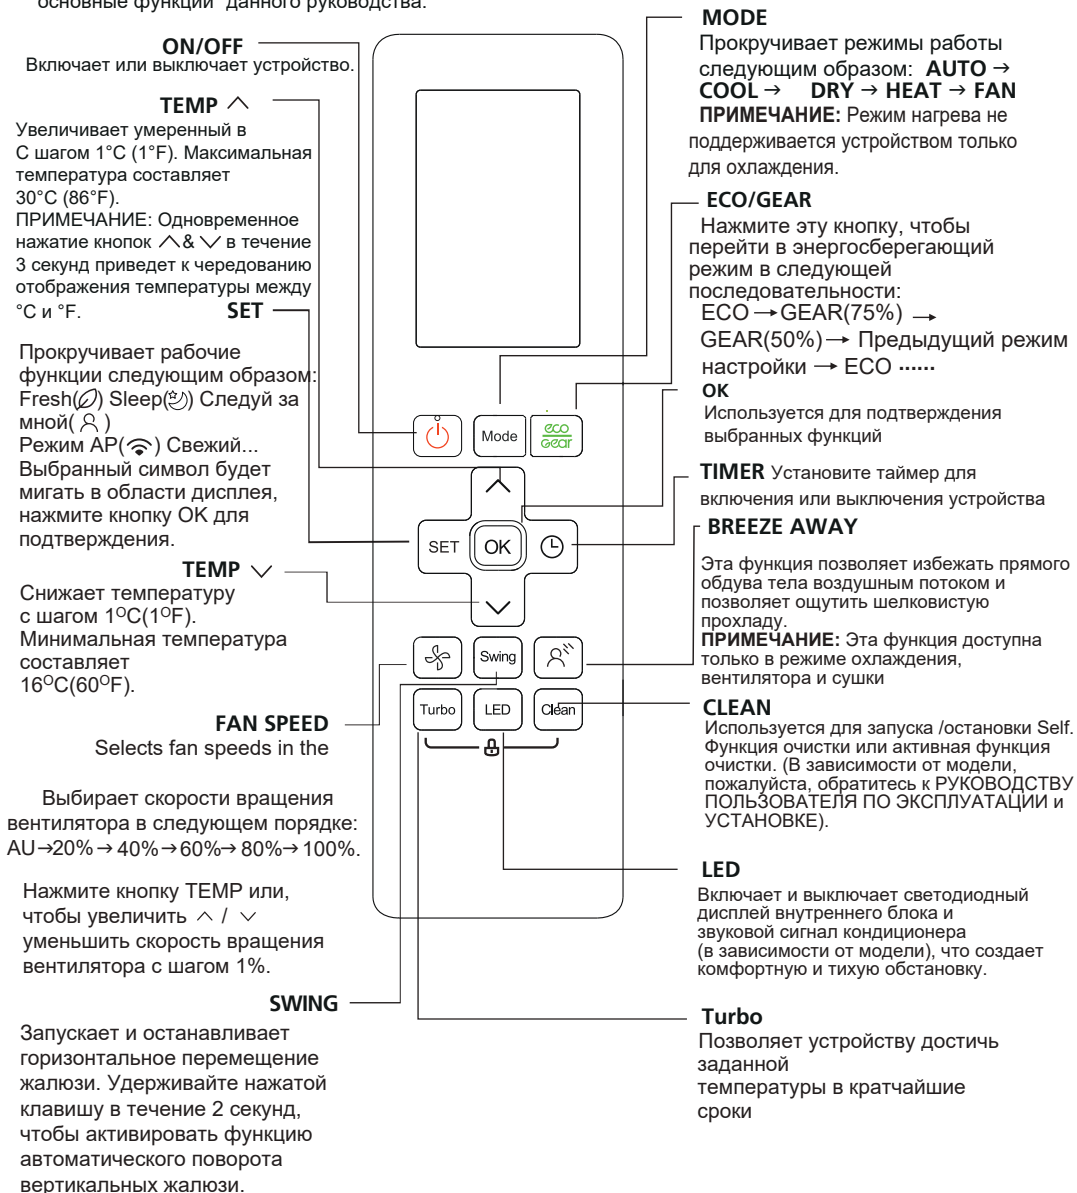 основные функции" данного руководства.
ON/OFF
Включает или выключает устройство.
TEMP ︿
Увеличивает умеренный в
С шагом 1°C (1°F). Максимальная
температура составляет
30°C (86°F).
ПРИМЕЧАНИЕ: Одновременное
нажатие кнопок ︿& ﹀ в течение
3 секунд приведет к чередованию
отображения температуры между
°C и °F.
SET
Прокручивает рабочие
функции следующим образом:
Fresh() Sleep() Следуй за
мной( )
Режим AP() Свежий...
Выбранный символ будет
мигать в области дисплея,
нажмите кнопку OK для
подтверждения.
TEMP ﹀
Снижает температуру
с шагом 1ºC(1ºF).
Минимальная температура
составляет
16ºC(60ºF).
FAN SPEED
Selects fan speeds in the
Выбирает скорости вращения
вентилятора в следующем порядке:
AU→20%→40%→60%→80%→100%.
Нажмите кнопку TEMP или,
чтобы увеличить ︿ / ﹀
уменьшить скорость вращения
вентилятора с шагом 1%.
SWING
Запускает и останавливает
горизонтальное перемещение
жалюзи. Удерживайте нажатой
клавишу в течение 2 секунд,
чтобы активировать функцию
автоматического поворота
вертикальных жалюзи.
Mode
eco
Gear
SET
OK
Swing
Turbo
LED
Clean
MODE
Прокручивает режимы работы
следующим образом: AUTO →
COOL → DRY → HEAT → FAN
ПРИМЕЧАНИЕ: Режим нагрева не
поддерживается устройством только
для охлаждения.
ECO/GEAR
Нажмите эту кнопку, чтобы
перейти в энергосберегающий
режим в следующей
последовательности:
ECO→GEAR(75%) →
GEAR(50%)→ Предыдущий режим
настройки → ECO ······
OK
Используется для подтверждения
выбранных функций
TIMER Установите таймер для
включения или выключения устройства
BREEZE AWAY
Эта функция позволяет избежать прямого
обдува тела воздушным потоком и
позволяет ощутить шелковистую
прохладу.
ПРИМЕЧАНИЕ: Эта функция доступна
только в режиме охлаждения,
вентилятора и сушки
CLEAN
Используется для запуска /остановки Self.
Функция очистки или активная функция
очистки. (В зависимости от модели,
пожалуйста, обратитесь к РУКОВОДСТВУ
ПОЛЬЗОВАТЕЛЯ ПО ЭКСПЛУАТАЦИИ и
УСТАНОВКЕ).
LED
Включает и выключает светодиодный
дисплей внутреннего блока и
звуковой сигнал кондиционера
(в зависимости от модели), что создает
комфортную и тихую обстановку.
Turbo
Позволяет устройству достичь
заданной
температуры в кратчайшие
сроки